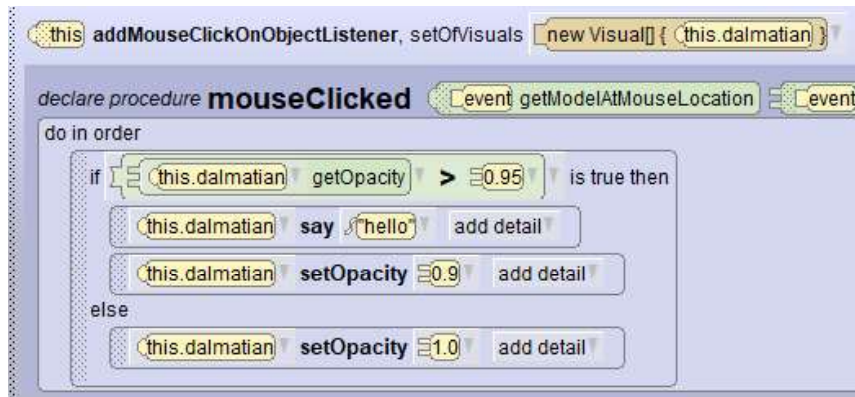 this addMouseClickOnObjectListener, setOfVisuals new Visual[] { this.dalmatian }
declare procedure mouseClicked event getModelAtMouseLocation event
do in order
if this.dalmatian getOpacity > 0.95 is true then
this.dalmatian say "hello" add detail
this.dalmatian setOpacity 0.9 add detail
else
this.dalmatian setOpacity 1.0 add detail